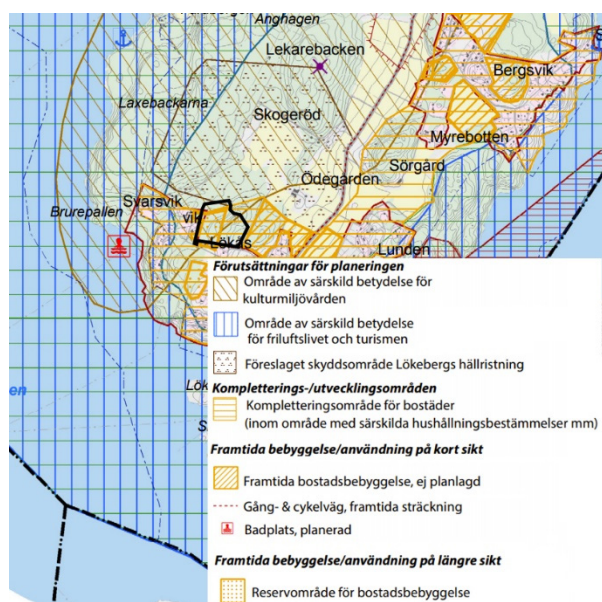 Anghagen
Lekarebacken
Bergsvik
Laxebackarna
Skogeröd
Myrebotten
Sörgård
Ödegården
Svarsvik
Brurepallen
vik
Lökås
Lunden
Förutsättningar för planeringen
Område av särskild betydelse för
kulturmiljövården
Område av särskild betydelse
för friluftslivet och turismen
Föreslaget skyddsområde Lökebergs hällristning
Kompletterings-/utvecklingsområden
Kompletteringsområde för bostäder
(inom område med särskilda hushållningsbestämmelser mm)
Framtida bebyggelse/användning på kort sikt
Framtida bostadsbebyggelse, ej planlagd
Gång- & cykelväg, framtida sträckning
Badplats, planerad
Framtida bebyggelse/användning på längre sikt
Reservområde för bostadsbebyggelse